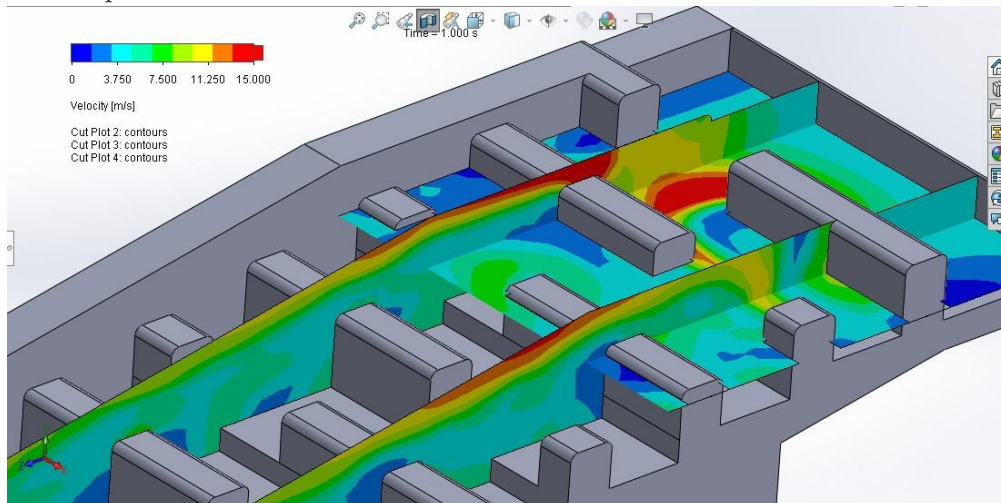 Time = 1.000 s
0 3.750 7.500 11.250 15.000
Velocity [m/s]
Cut Plot 2: contours
Cut Plot 3: contours
Cut Plot 4: contours